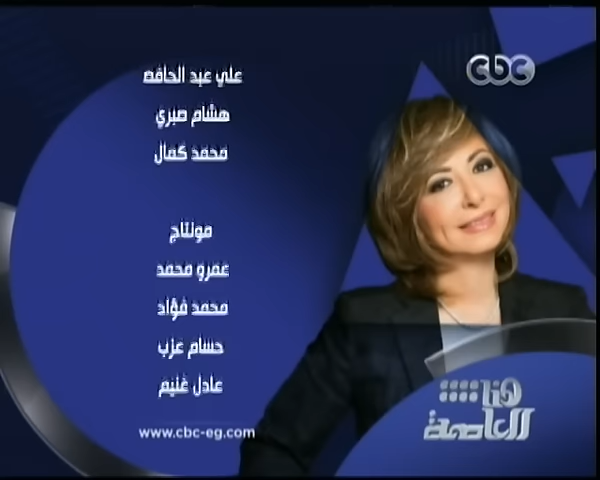 cbc
علي عبد الحافظ
هشام صبري
محمد كمال
مونتاج
عمرو محمد
محمد فؤاد
حسام عزب
عادل غنيم
www.cbc-eg.com
هنا
العاصمة